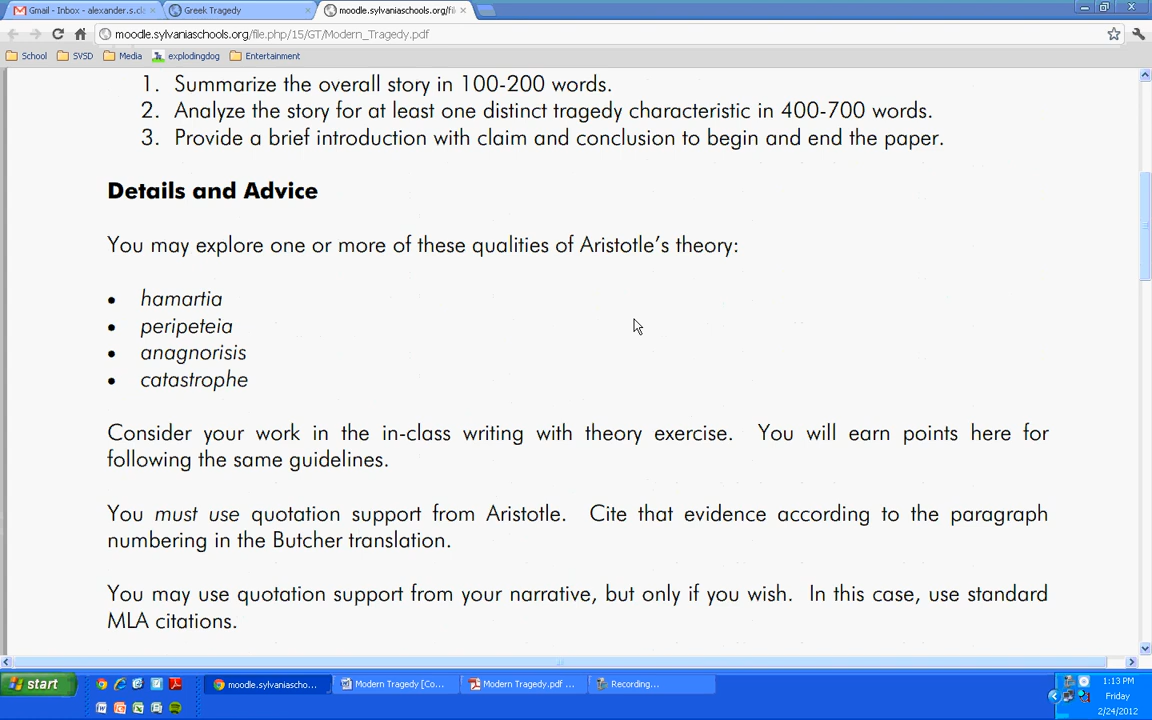 Gmail - Inbox - alexander.s.cla
Greek Tragedy
moodle.sylvaniaschools.org/fil
moodle.sylvaniaschools.org/file.php/15/GT/Modern_Tragedy.pdf
School SVSD Media explodingdog Entertainment
1. Summarize the overall story in 100-200 words.
2. Analyze the story for at least one distinct tragedy characteristic in 400-700 words.
3. Provide a brief introduction with claim and conclusion to begin and end the paper.
Details and Advice
You may explore one or more of these qualities of Aristotle's theory:
• hamartia
• peripeteia
• anagnorisis
• catastrophe
Consider your work in the in-class writing with theory exercise. You will earn points here for
following the same guidelines.
You must use quotation support from Aristotle. Cite that evidence according to the paragraph
numbering in the Butcher translation.
You may use quotation support from your narrative, but only if you wish. In this case, use standard
MLA citations.
start
moodle.sylvaniascho...
Modern Tragedy [Co...
Modern Tragedy.pdf ...
Recording...
1:13 PM
Friday
2/24/2012